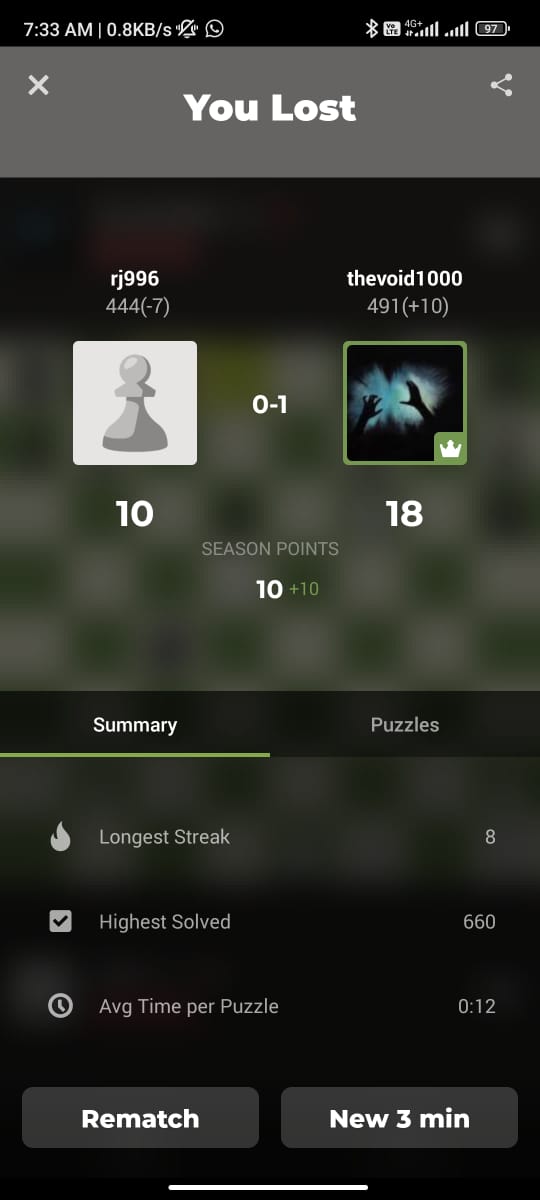 7:33 AM | 0.8KB/s
Vo LTE 4G+ 97
You Lost
rj996 thevoid1000
444(-7) 491(+10)
0-1
10 18
SEASON POINTS
10 +10
Summary Puzzles
Longest Streak 8
Highest Solved 660
Avg Time per Puzzle 0:12
Rematch New 3 min